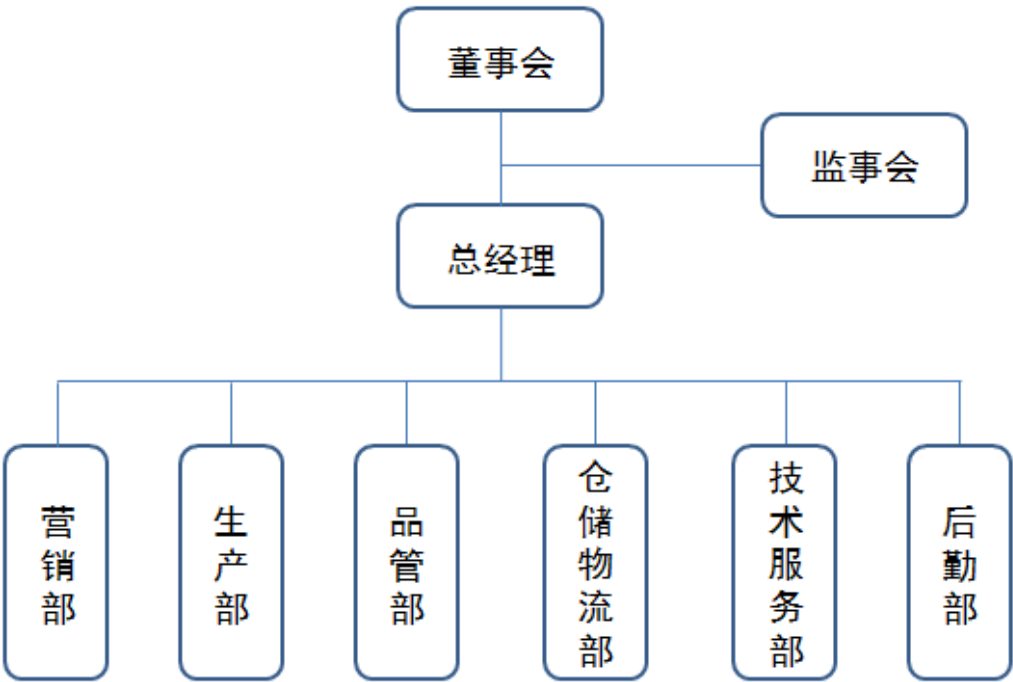 董事会
监事会
总经理
营销部
生产部
品管部
仓储物流部
技术服务部
后勤部